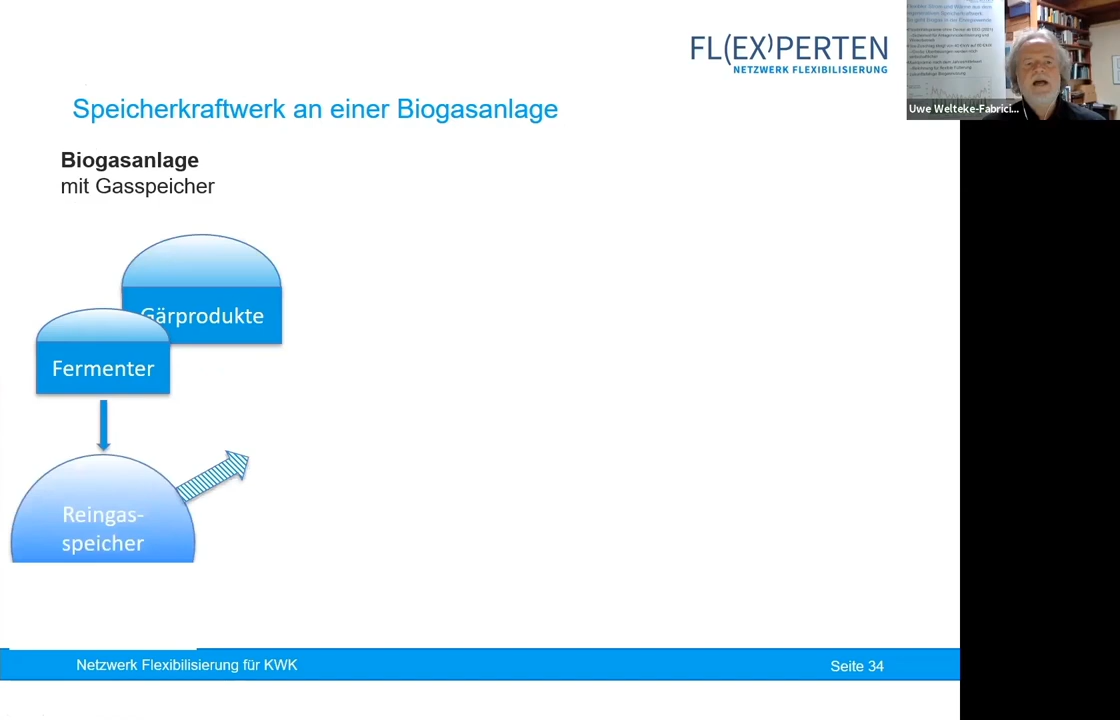 FL(EX)PERTEN
NETZWERK FLEXIBILISIERUNG
Uwe Welteke-Fabrici...
Speicherkraftwerk an einer Biogasanlage
Biogasanlage
mit Gasspeicher
Gärprodukte
Fermenter
Reingas-
speicher
Netzwerk Flexibilisierung für KWK
Seite 34